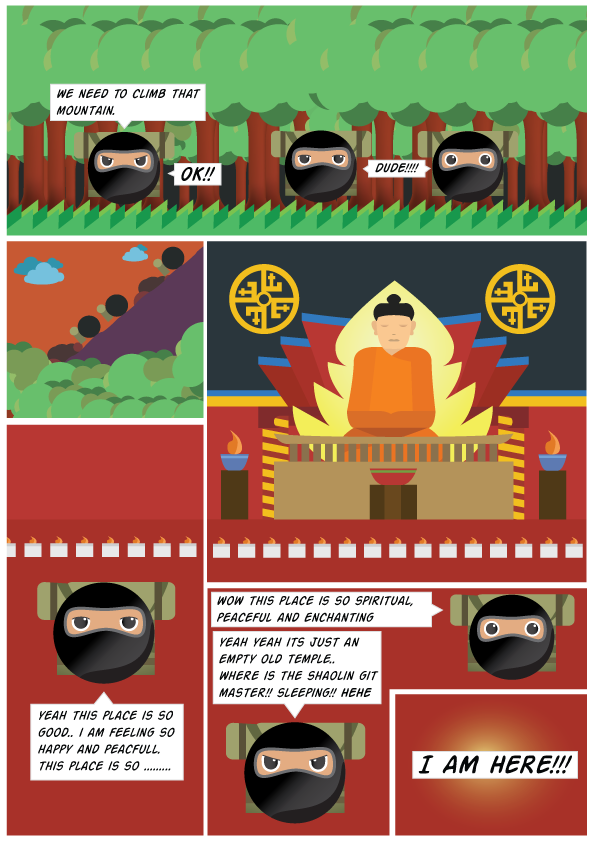 WE NEED TO CLIMB THAT
MOUNTAIN.
OK!!
DUDE!!!!
YEAH THIS PLACE IS SO
GOOD.. I AM FEELING SO
HAPPY AND PEACFULL.
THIS PLACE IS SO .........
WOW THIS PLACE IS SO SPIRITUAL,
PEACEFUL AND ENCHANTING
YEAH YEAH ITS JUST AN
EMPTY OLD TEMPLE..
WHERE IS THE SHAOLIN GIT
MASTER!! SLEEPING!! HEHE
I AM HERE!!!